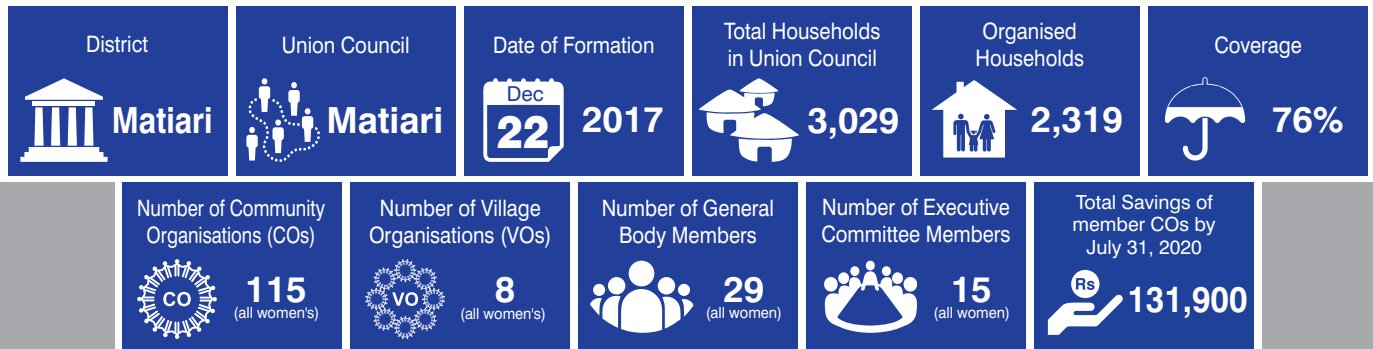 District
Matiari
Union Council
Matiari
Date of Formation
Dec
22
2017
Total Households
in Union Council
3,029
Organised
Households
2,319
Coverage
76%
Number of Community
Organisations (COs)
CO
115
(all women's)
Number of Village
Organisations (VOs)
VO
8
(all women's)
Number of General
Body Members
29
(all women)
Number of Executive
Committee Members
15
(all women)
Total Savings of
member COs by
July 31, 2020
Rs
131,900